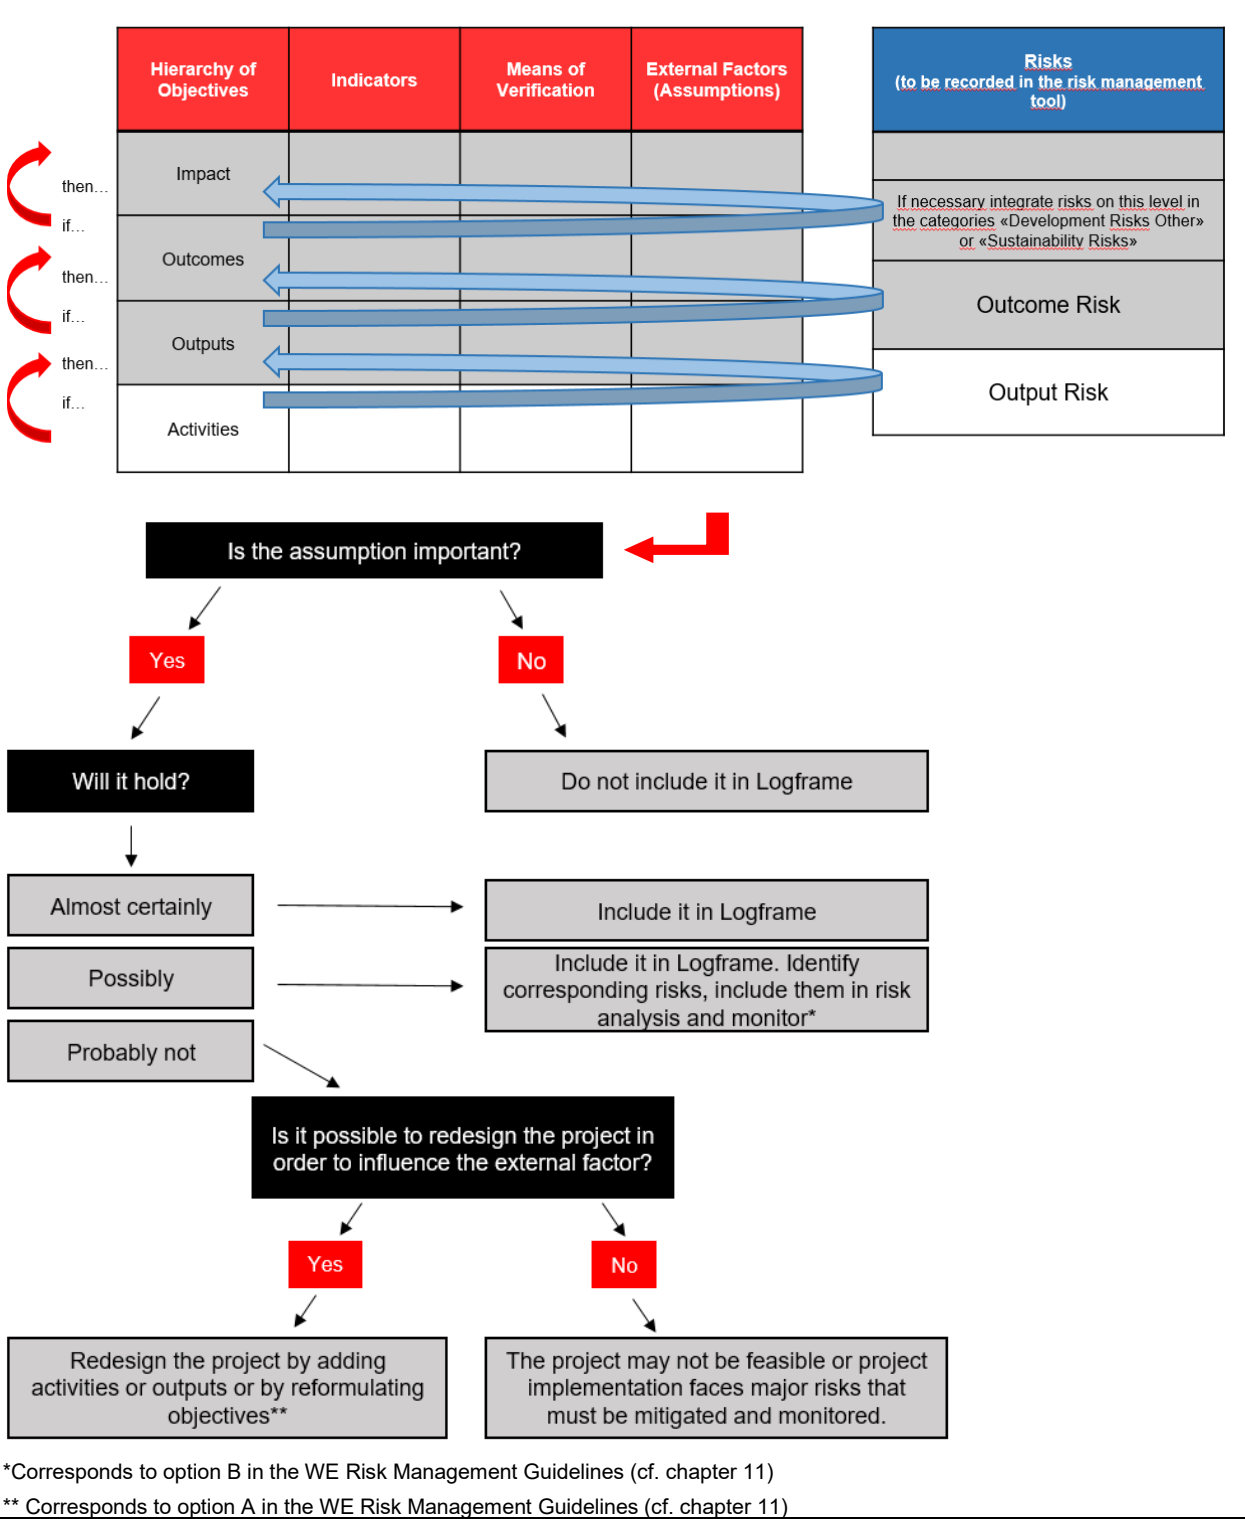 Hierarchy of
Objectives
Indicators
Means of
Verification
External Factors
(Assumptions)
Risks
(to be recorded in the risk management
tool)
Impact
then...
if...
If necessary integrate risks on this level in
the categories «Development Risks Other»
or «Sustainability Risks»
Outcomes
then...
if...
Outcome Risk
Outputs
then...
if...
Output Risk
Activities
Is the assumption important?
Yes
No
Will it hold?
Do not include it in Logframe
Almost certainly
Include it in Logframe
Possibly
Include it in Logframe. Identify
corresponding risks, include them in risk
analysis and monitor*
Probably not
Is it possible to redesign the project in
order to influence the external factor?
Yes
No
Redesign the project by adding
activities or outputs or by reformulating
objectives**
The project may not be feasible or project
implementation faces major risks that
must be mitigated and monitored.
*Corresponds to option B in the WE Risk Management Guidelines (cf. chapter 11)
** Corresponds to option A in the WE Risk Management Guidelines (cf. chapter 11)